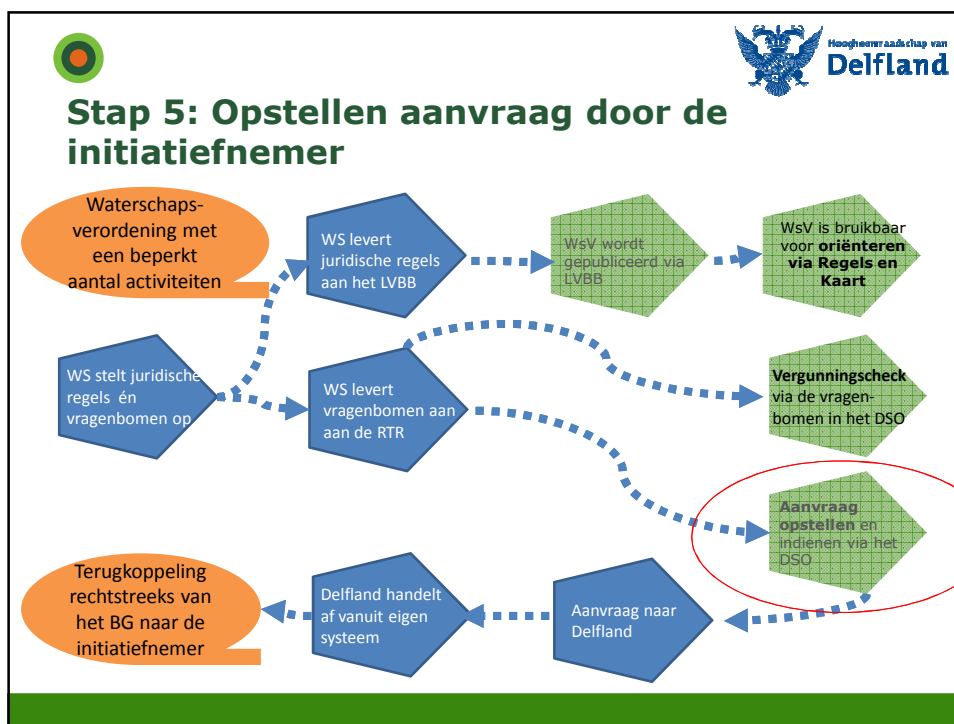 Hoogheemraadschap van
Delfland
Stap 5: Opstellen aanvraag door de
initiatiefnemer
Waterschaps-
verordening met
een beperkt
aantal activiteiten
WS levert
juridische regels
aan het LVBB
WsV wordt
gepubliceerd via
LVBB
WsV is bruikbaar
voor oriënteren
via Regels en
Kaart
WS stelt juridische
regels én
vragenbomen op
WS levert
vragenbomen aan
aan de RTR
Vergunningscheck
via de vragen-
bomen in het DSO
Aanvraag
opstellen en
indienen via het
DSO
Terugkoppeling
rechtstreeks van
het BG naar de
initiatiefnemer
Delfland handelt
af vanuit eigen
systeem
Aanvraag naar
Delfland